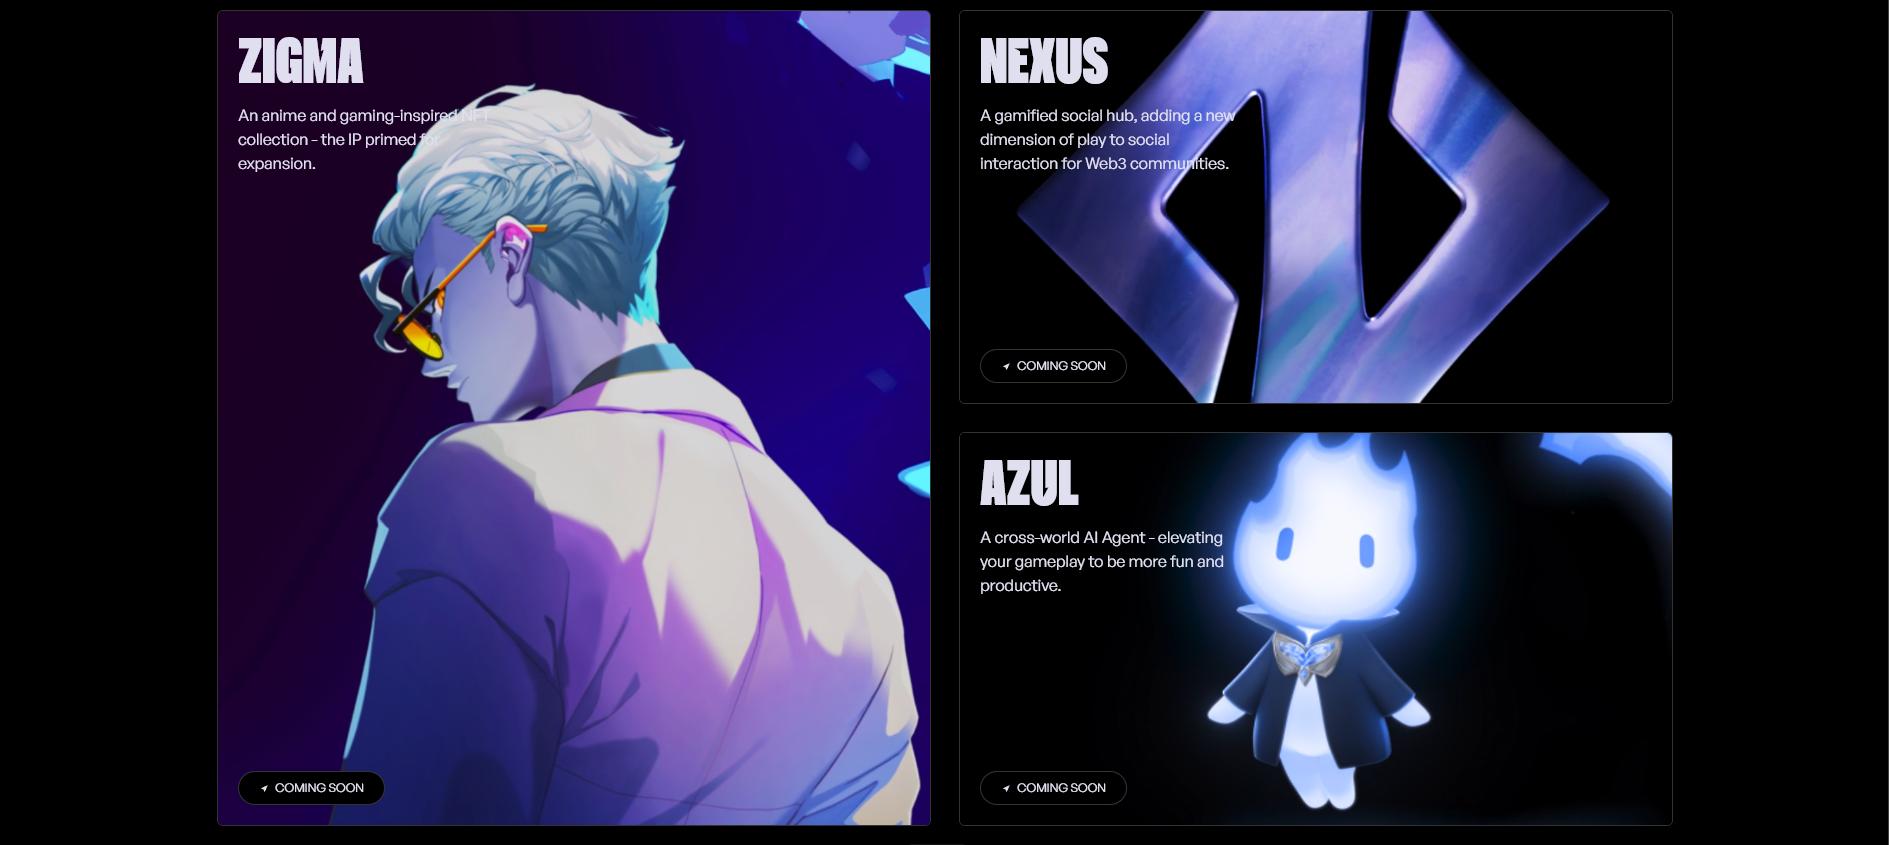 ZIGMA
An anime and gaming-inspired NFT
collection - the IP primed for
expansion.
COMING SOON
NEXUS
A gamified social hub, adding a new
dimension of play to social
interaction for Web3 communities.
COMING SOON
AZUL
A cross-world AI Agent - elevating
your gameplay to be more fun and
productive.
COMING SOON